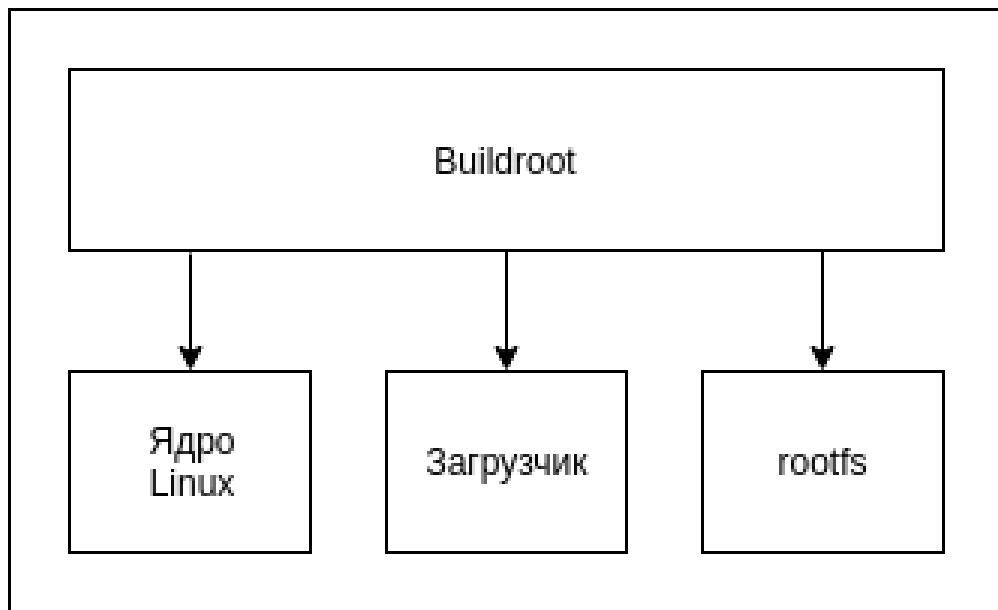 Buildroot
Ядро
Linux
Загрузчик
rootfs